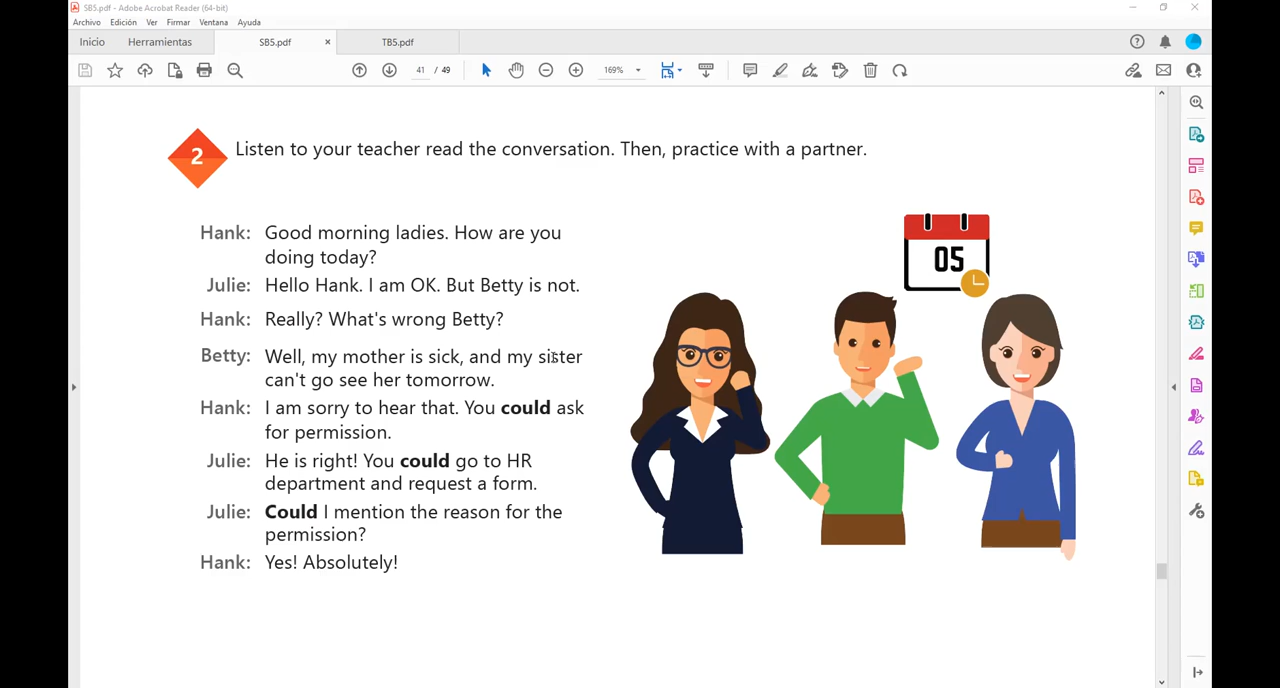 SB5.pdf - Adobe Acrobat Reader (64-bit)
Archivo Edición Ver Firmar Ventana Ayuda
Inicio Herramientas SB5.pdf × TB5.pdf
41 / 49 169%
2 Listen to your teacher read the conversation. Then, practice with a partner.
Hank: Good morning ladies. How are you
doing today?
Julie: Hello Hank. I am OK. But Betty is not.
Hank: Really? What's wrong Betty?
Betty: Well, my mother is sick, and my sister
can't go see her tomorrow.
Hank: I am sorry to hear that. You could ask
for permission.
Julie: He is right! You could go to HR
department and request a form.
Julie: Could I mention the reason for the
permission?
Hank: Yes! Absolutely!
05